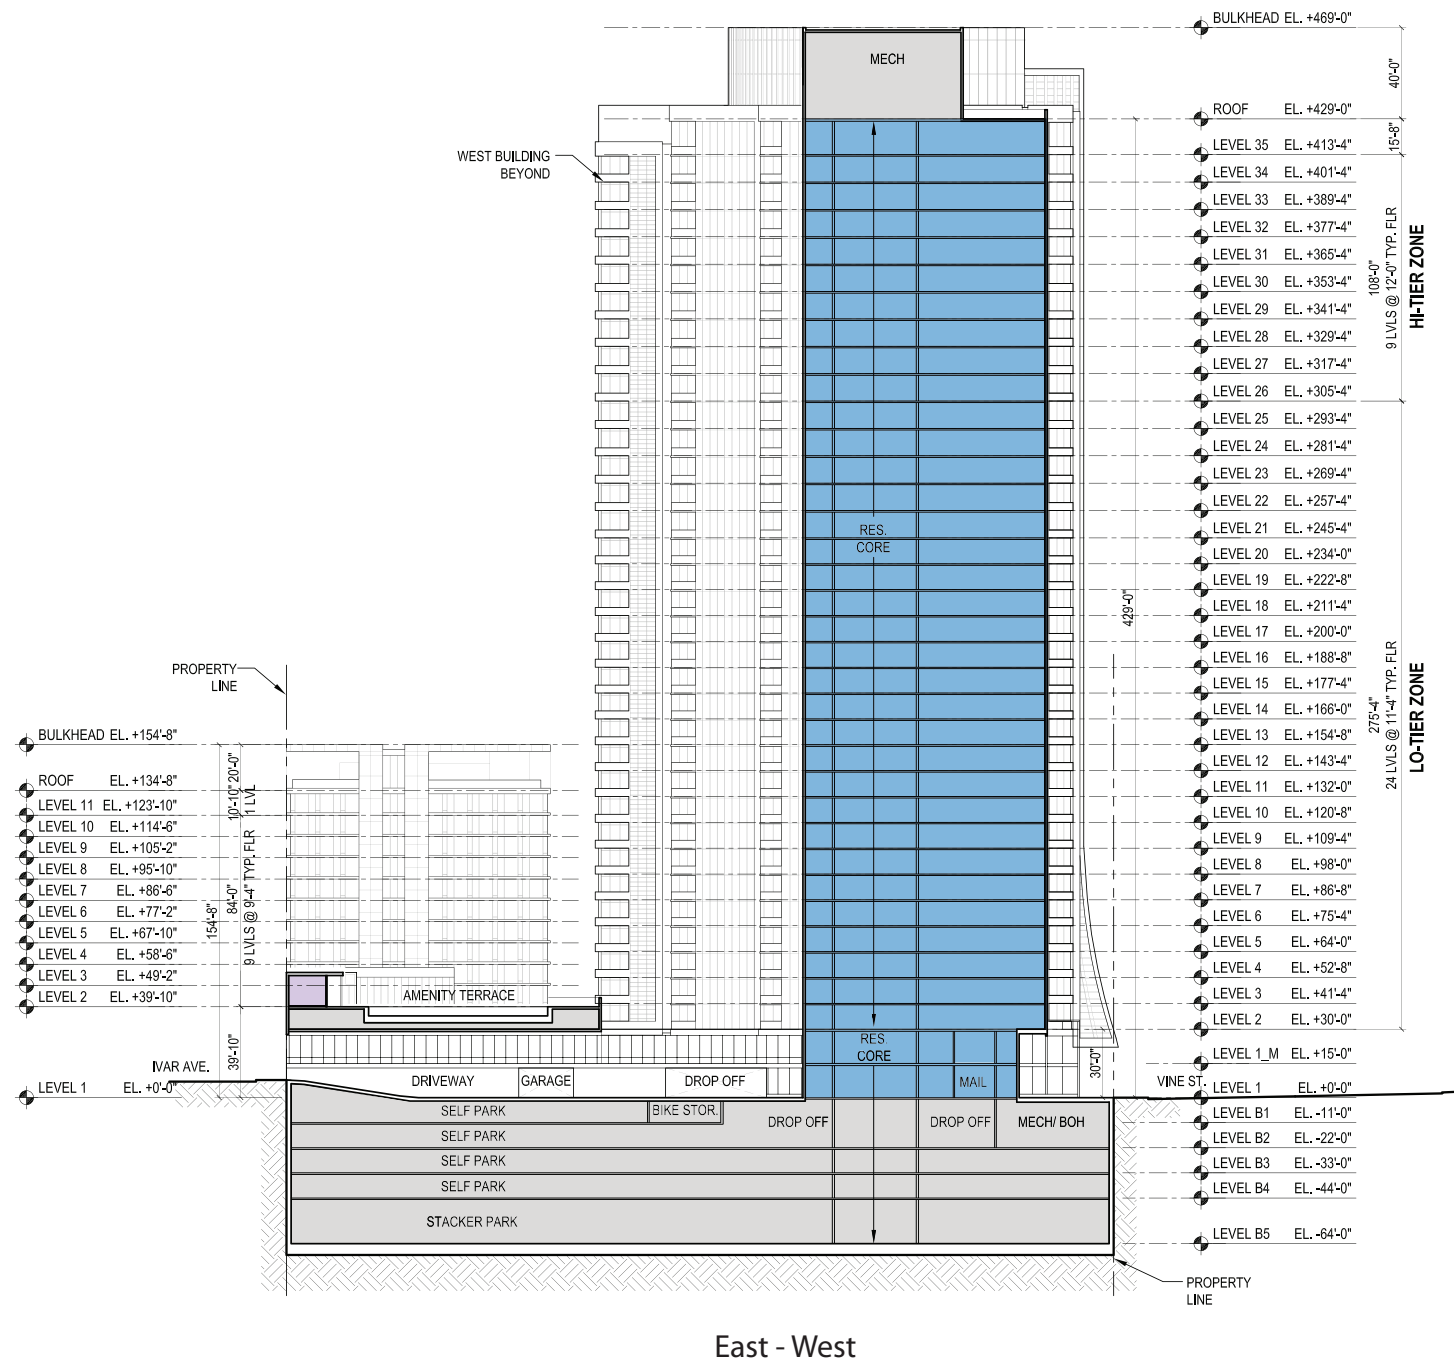 BULKHEAD EL. +469'-0"
MECH
40'-0"
ROOF EL. +429'-0"
15'-8"
WEST BUILDING
BEYOND
LEVEL 35 EL. +413'-4"
LEVEL 34 EL. +401'-4"
LEVEL 33 EL. +389'-4"
LEVEL 32 EL. +377'-4"
LEVEL 31 EL. +365'-4"
LEVEL 30 EL. +353'-4"
LEVEL 29 EL. +341'-4"
LEVEL 28 EL. +329'-4"
LEVEL 27 EL. +317'-4"
LEVEL 26 EL. +305'-4"
108'-0"
9 LVLS @ 12'-0" TYP. FLR
HI-TIER ZONE
LEVEL 25 EL. +293'-4"
LEVEL 24 EL. +281'-4"
LEVEL 23 EL. +269'-4"
LEVEL 22 EL. +257'-4"
LEVEL 21 EL. +245'-4"
LEVEL 20 EL. +234'-0"
LEVEL 19 EL. +222'-8"
LEVEL 18 EL. +211'-4"
LEVEL 17 EL. +200'-0"
LEVEL 16 EL. +188'-8"
LEVEL 15 EL. +177'-4"
LEVEL 14 EL. +166'-0"
LEVEL 13 EL. +154'-8"
LEVEL 12 EL. +143'-4"
LEVEL 11 EL. +132'-0"
LEVEL 10 EL. +120'-8"
LEVEL 9 EL. +109'-4"
LEVEL 8 EL. +98'-0"
LEVEL 7 EL. +86'-8"
LEVEL 6 EL. +75'-4"
LEVEL 5 EL. +64'-0"
LEVEL 4 EL. +52'-8"
LEVEL 3 EL. +41'-4"
LEVEL 2 EL. +30'-0"
LEVEL 1_M EL. +15'-0"
LEVEL 1 EL. +0'-0"
LEVEL B1 EL. -11'-0"
LEVEL B2 EL. -22'-0"
LEVEL B3 EL. -33'-0"
LEVEL B4 EL. -44'-0"
LEVEL B5 EL. -64'-0"
275'-4"
24 LVLS @ 11'-4" TYP. FLR
LO-TIER ZONE
429'-0"
30'-0"
VINE ST.
RES.
CORE
PROPERTY
LINE
BULKHEAD EL. +154'-8"
ROOF EL. +134'-8"
LEVEL 11 EL. +123'-10"
LEVEL 10 EL. +114'-6"
LEVEL 9 EL. +105'-2"
LEVEL 8 EL. +95'-10"
LEVEL 7 EL. +86'-6"
LEVEL 6 EL. +77'-2"
LEVEL 5 EL. +67'-10"
LEVEL 4 EL. +58'-6"
LEVEL 3 EL. +49'-2"
LEVEL 2 EL. +39'-10"
LEVEL 1 EL. +0'-0"
154'-8"
20'-0"
10'-10"
1 LVL
84'-0"
9 LVLS @ 9'-4" TYP. FLR
39'-10"
IVAR AVE.
AMENITY TERRACE
RES.
CORE
DRIVEWAY
GARAGE
DROP OFF
MAIL
SELF PARK
BIKE STOR.
DROP OFF
DROP OFF
MECH/ BOH
SELF PARK
SELF PARK
SELF PARK
STACKER PARK
PROPERTY
LINE
East - West